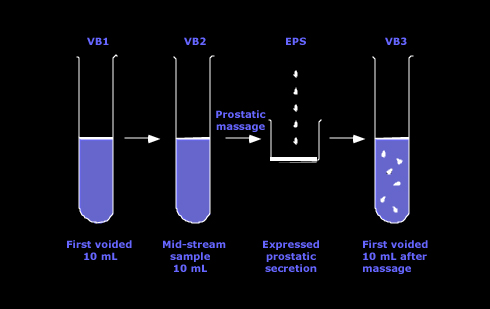 VB1
VB2
EPS
VB3
Prostatic
massage
First voided
10 mL
Mid-stream
sample
10 mL
Expressed
prostatic
secretion
First voided
10 mL after
massage